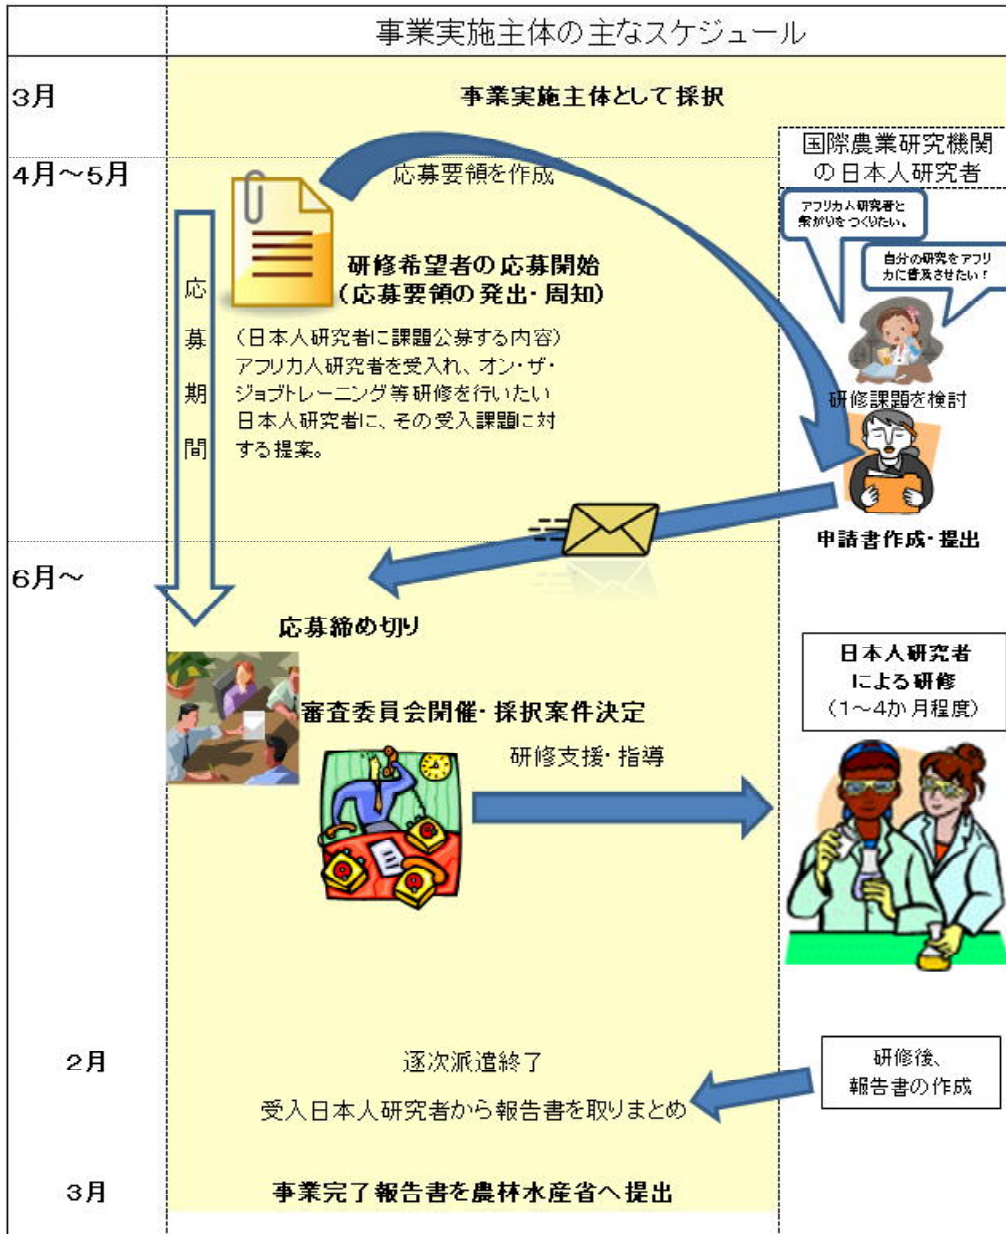 事業実施主体の主なスケジュール
3月
事業実施主体として採択
国際農業研究機関
の日本人研究者
4月～5月
応募要領を作成
アフリカ人研究者と
繋がりをつくりたい。
自分の研究をアフリ
カに普及させたい！
研修希望者の応募開始
（応募要領の発出・周知）
応募期間
（日本人研究者に課題公募する内容）
アフリカ人研究者を受入れ、オン・ザ・
ジョブトレーニング等研修を行いたい
日本人研究者に、その受入課題に対
する提案。
研修課題を検討
申請書作成・提出
6月～
応募締め切り
日本人研究者
による研修
（1～4か月程度）
審査委員会開催・採択案件決定
研修支援・指導
2月
逐次派遣終了
研修後、
報告書の作成
受入日本人研究者から報告書を取りまとめ
3月
事業完了報告書を農林水産省へ提出